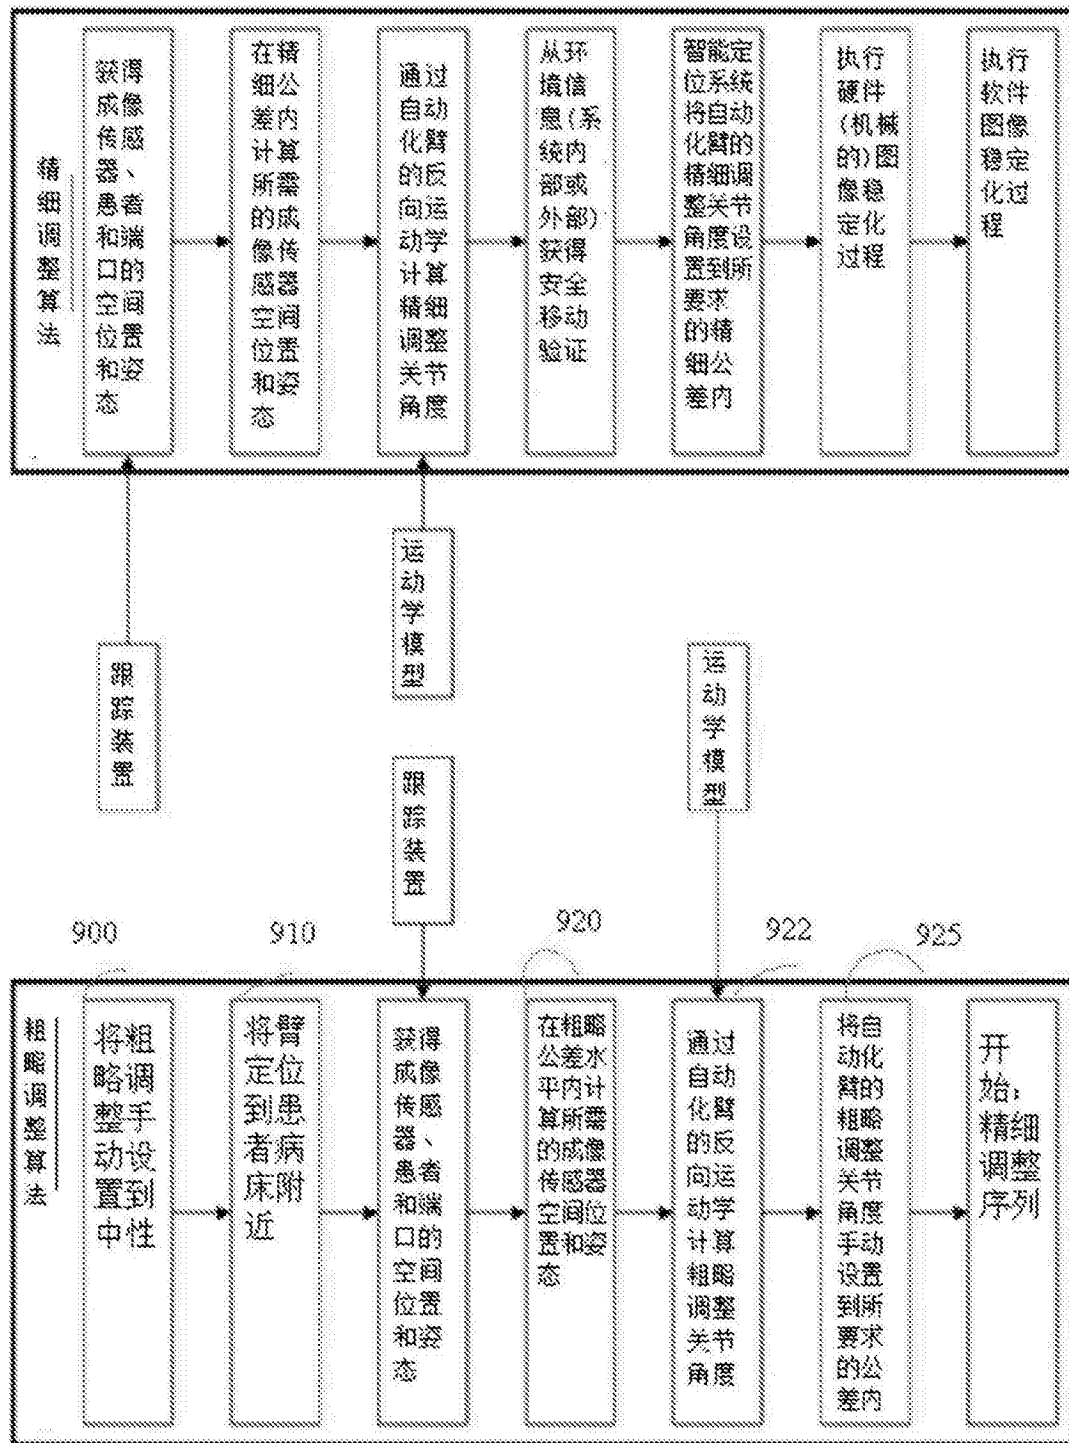 精细调整算法
获得
成像
传感
器、
患者
和端
口的
空间
位置
和姿
态
在精
细公
差内
计算
所需
的成
像传
感器
空间
位置
和姿
态
通过
自动
化臂
的反
向运
动学
计算
精细
调整
关节
角度
从环
境信
息(系
统内
部或
外部)
获得
安全
移动
验证
智能定
位系统
将自动
化臂的
精细调
整关节
角度设
置到所
要求
的精
细公
差内
执行
硬件
(机械
的)图
像稳
定化
过程
执行
软件
图像
稳定
化过
程
跟踪装置
运动学模型
跟踪装置
运动学模型
900
910
920
922
925
粗略调整算法
将粗
略调
整手
动设
置到
中性
将臂
定位
到患
者病
床附
近
获得
成像
传感
器、
患者
和端
口的
空间
位置
和姿
态
在粗略
公差水
平内计
算所需
的成像
传感器
空间位
置和姿
态
通过
自动
化臂
的反
向运
动学
计算
粗略
调整
关节
角度
将自
动化
臂的
粗略
调整
关节
角度
手动
设置
到所
要求
的公
差内
开
始:
精细
调整
序列